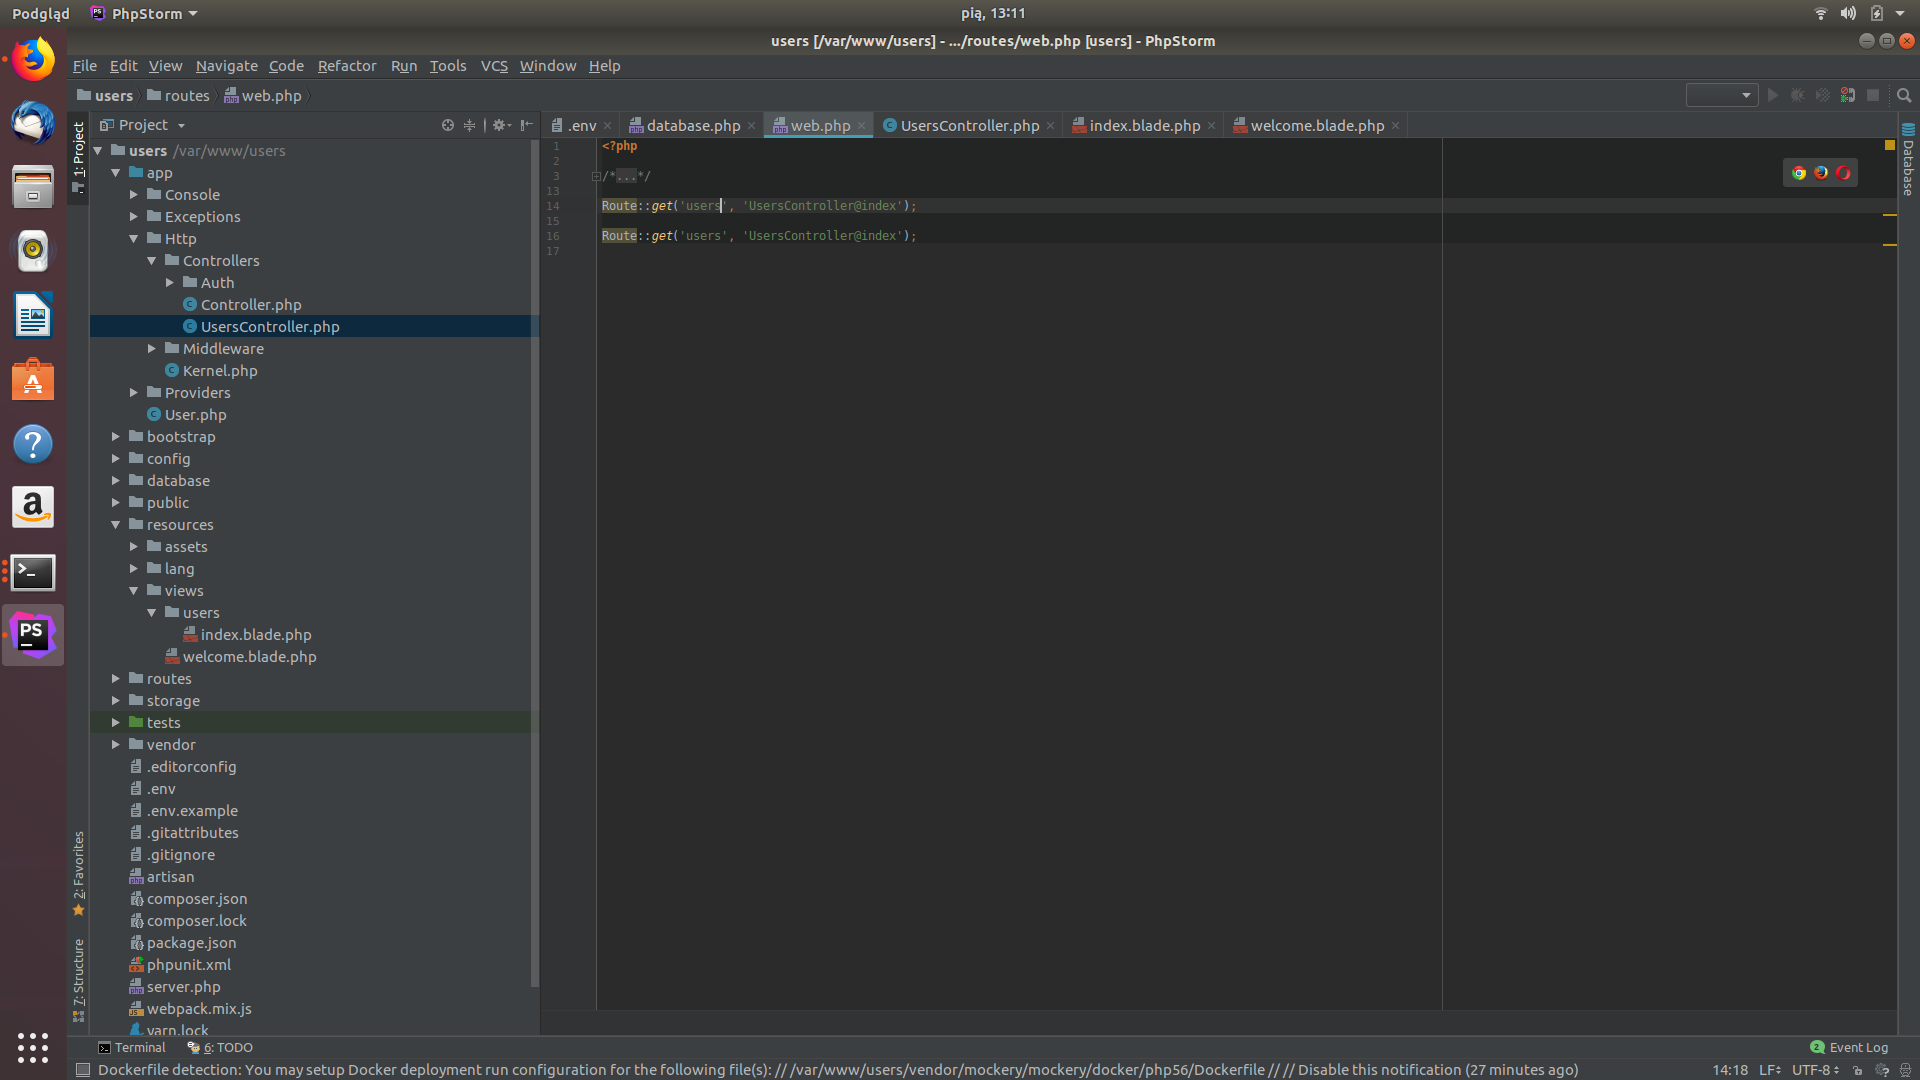 Podgląd PhpStorm pią, 13:11
users [/var/www/users] - .../routes/web.php [users] - PhpStorm
File Edit View Navigate Code Refactor Run Tools VCS Window Help
users routes web.php
1: Project
Project
.env database.php web.php UsersController.php index.blade.php welcome.blade.php
Database
users /var/www/users
app
Console
Exceptions
Http
Controllers
Auth
Controller.php
UsersController.php
Middleware
Kernel.php
Providers
User.php
bootstrap
config
database
public
resources
assets
lang
views
users
index.blade.php
welcome.blade.php
routes
storage
tests
vendor
.editorconfig
.env
.env.example
.gitattributes
.gitignore
artisan
composer.json
composer.lock
package.json
phpunit.xml
server.php
webpack.mix.js
yarn.lock
1 <?php
2
3 /*...*/
13
14 Route::get('users', 'UsersController@index');
15
16 Route::get('users', 'UsersController@index');
17
2: Favorites
7: Structure
PS
Terminal 6: TODO 2 Event Log
Dockerfile detection: You may setup Docker deployment run configuration for the following file(s): // /var/www/users/vendor/mockery/mockery/docker/php56/Dockerfile // // Disable this notification (27 minutes ago) 14:18 LF UTF-8